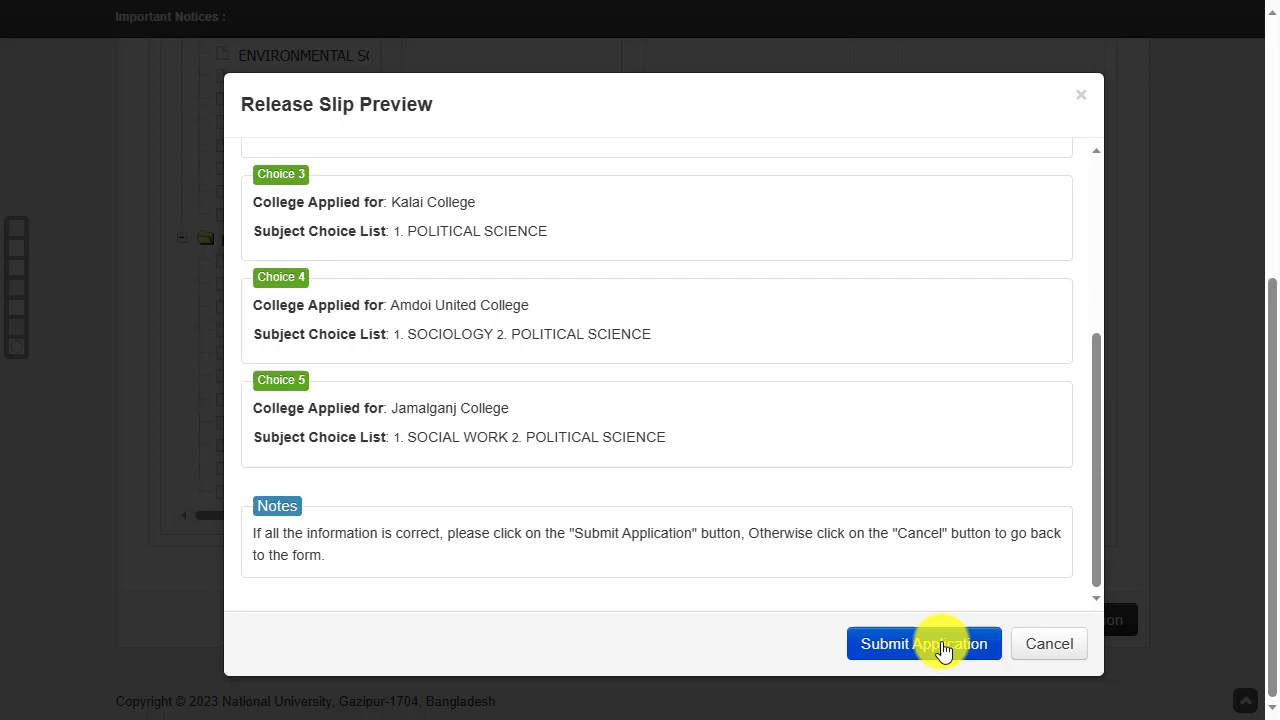 Important Notices :
ENVIRONMENTAL SC
Release Slip Preview
×
Choice 3
College Applied for: Kalai College
Subject Choice List: 1. POLITICAL SCIENCE
Choice 4
College Applied for: Amdoi United College
Subject Choice List: 1. SOCIOLOGY 2. POLITICAL SCIENCE
Choice 5
College Applied for: Jamalganj College
Subject Choice List: 1. SOCIAL WORK 2. POLITICAL SCIENCE
Notes
If all the information is correct, please click on the "Submit Application" button, Otherwise click on the "Cancel" button to go back
to the form.
Submit Application
Cancel
on
Copyright © 2023 National University, Gazipur-1704, Bangladesh